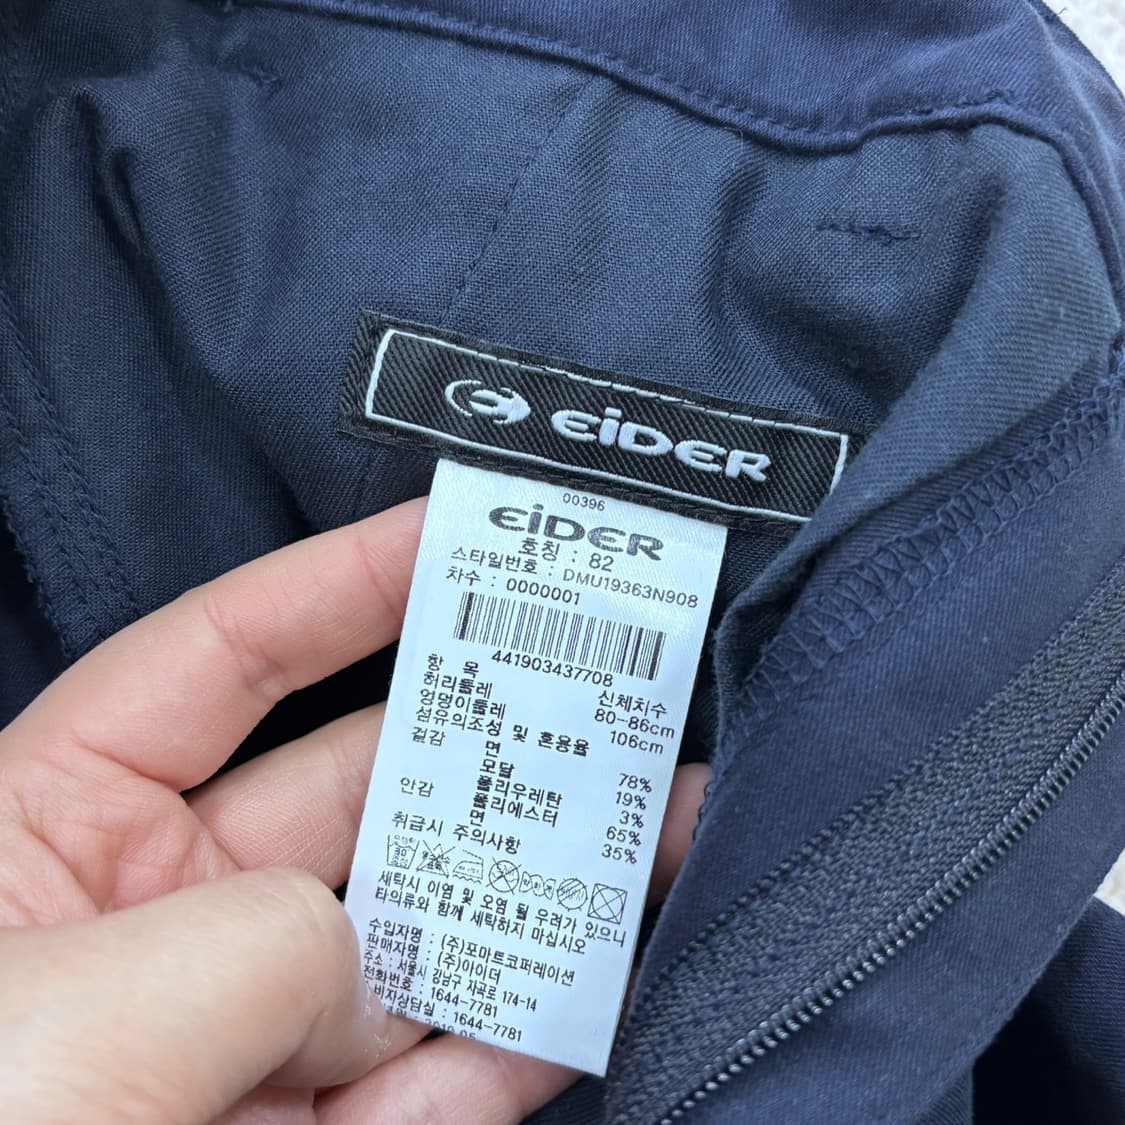 EiDER
00396
EiDER
호칭 : 82
스타일번호 : DMU19363N908
차수 : 0000001
441903437708
항 목 신체치수
허리둘레 80-86cm
엉덩이둘레 106cm
섬유의조성 및 혼용율
겉감 면 78%
모달 19%
폴리우레탄 3%
안감 폴리에스터 65%
면 35%
취급시 주의사항
30
세탁시 이염 및 오염 될 우려가 있으니
타의류와 함께 세탁하지 마십시오
수입자명 : (주)포마트코퍼레이션
판매자명 : (주)아이더
주소 : 서울시 강남구 자곡로 174-14
전화번호 : 1644-7781
비자상담실 : 1644-7781
2019.05